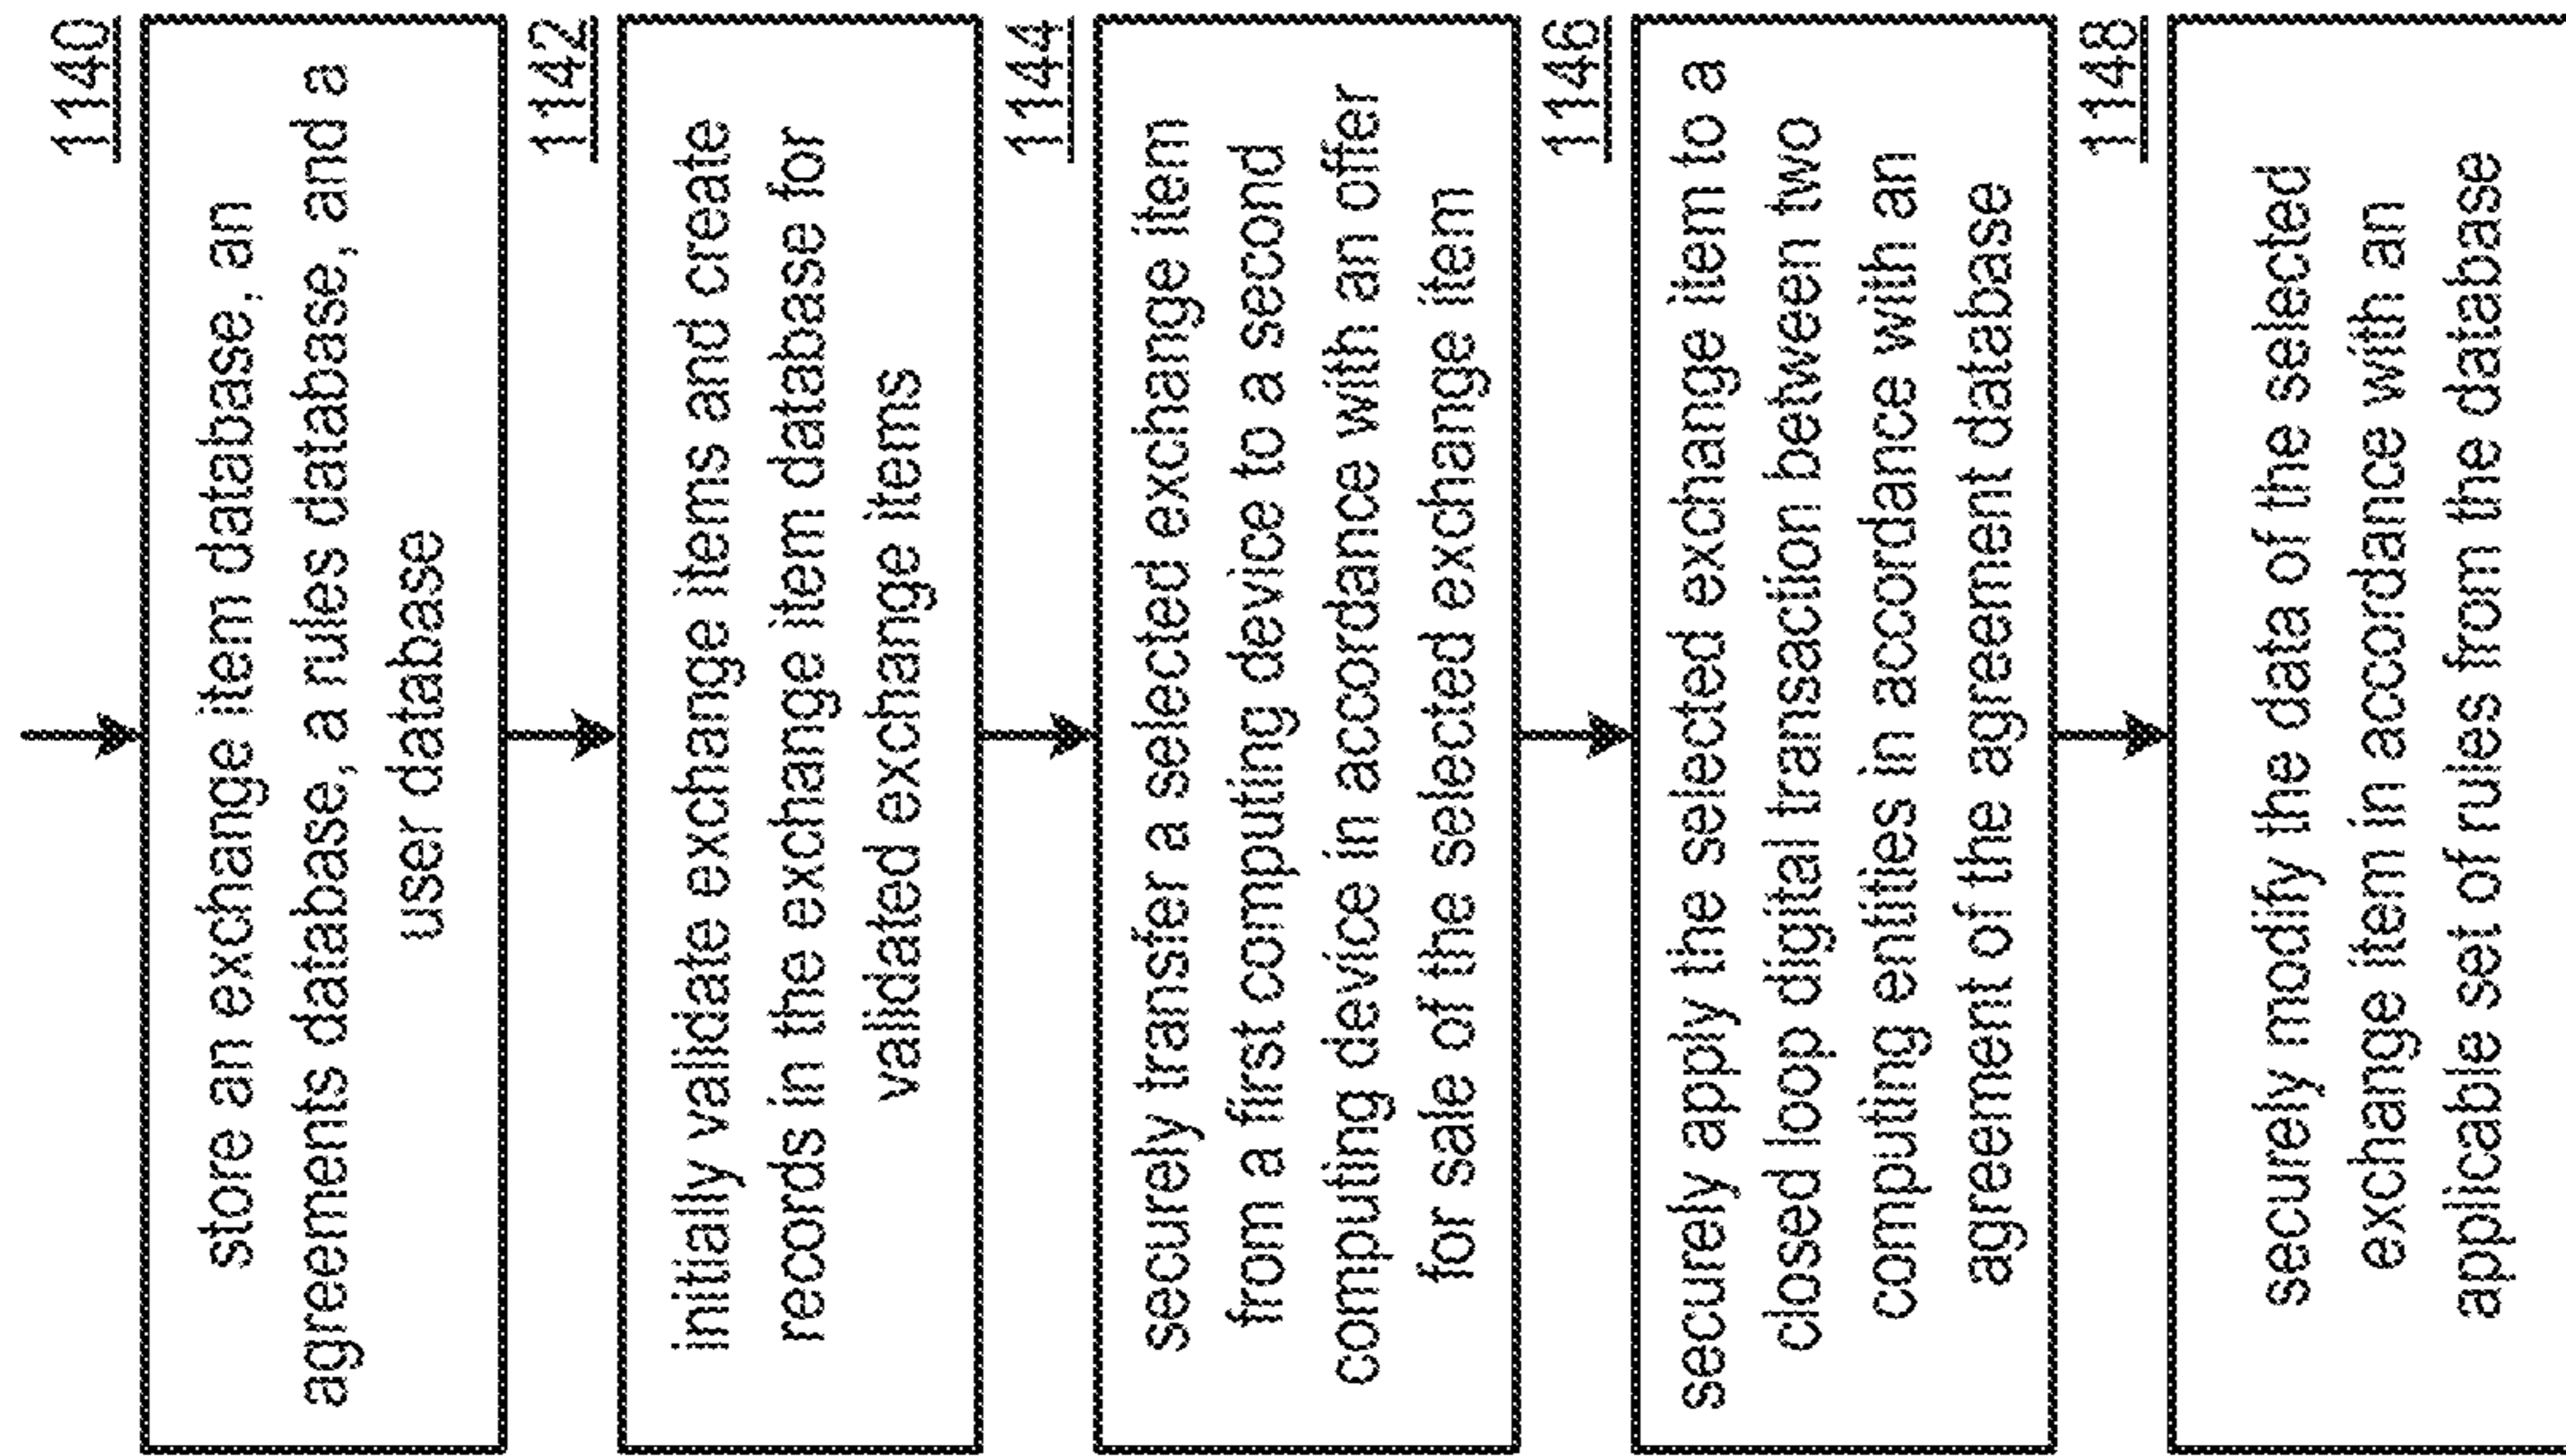 1140
store an exchange item database, an
agreements database, a rules database, and a
user database
1142
initially validate exchange items and create
records in the exchange item database for
validated exchange items
1144
securely transfer a selected exchange item
from a first computing device to a second
computing device in accordance with an offer
for sale of the selected exchange item
1146
securely apply the selected exchange item to a
closed loop digital transaction between two
computing entities in accordance with an
agreement of the agreement database
1148
securely modify the data of the selected
exchange item in accordance with an
applicable set of rules from the database